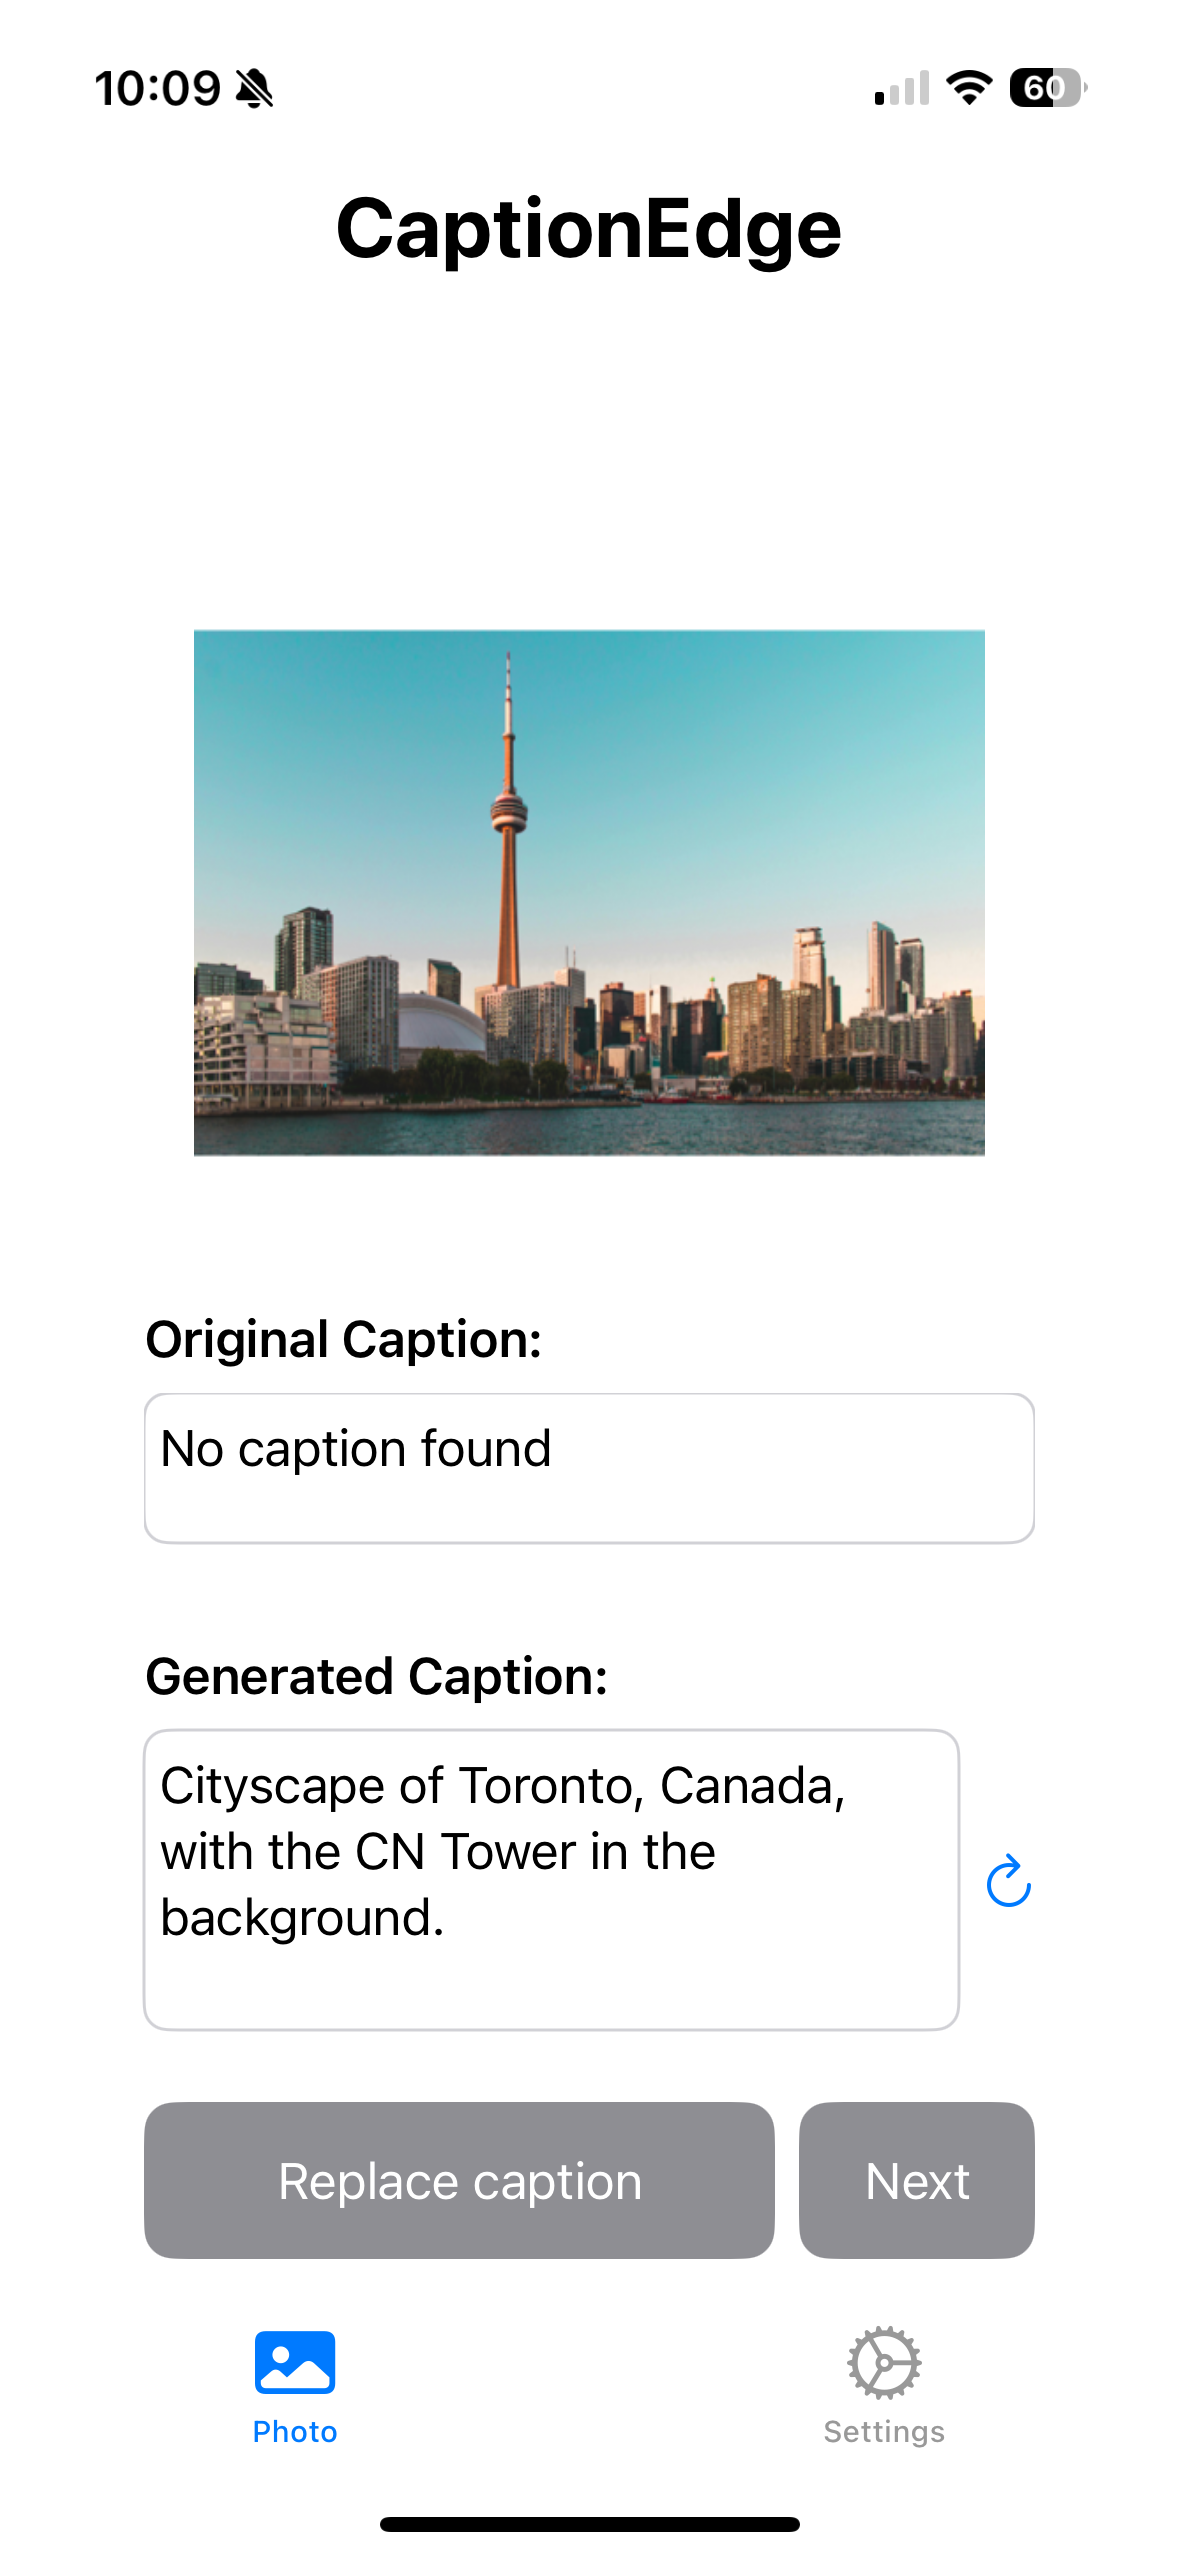 10:09
60
CaptionEdge
Original Caption:
No caption found
Generated Caption:
Cityscape of Toronto, Canada,
with the CN Tower in the
background.
Replace caption
Next
Photo
Settings